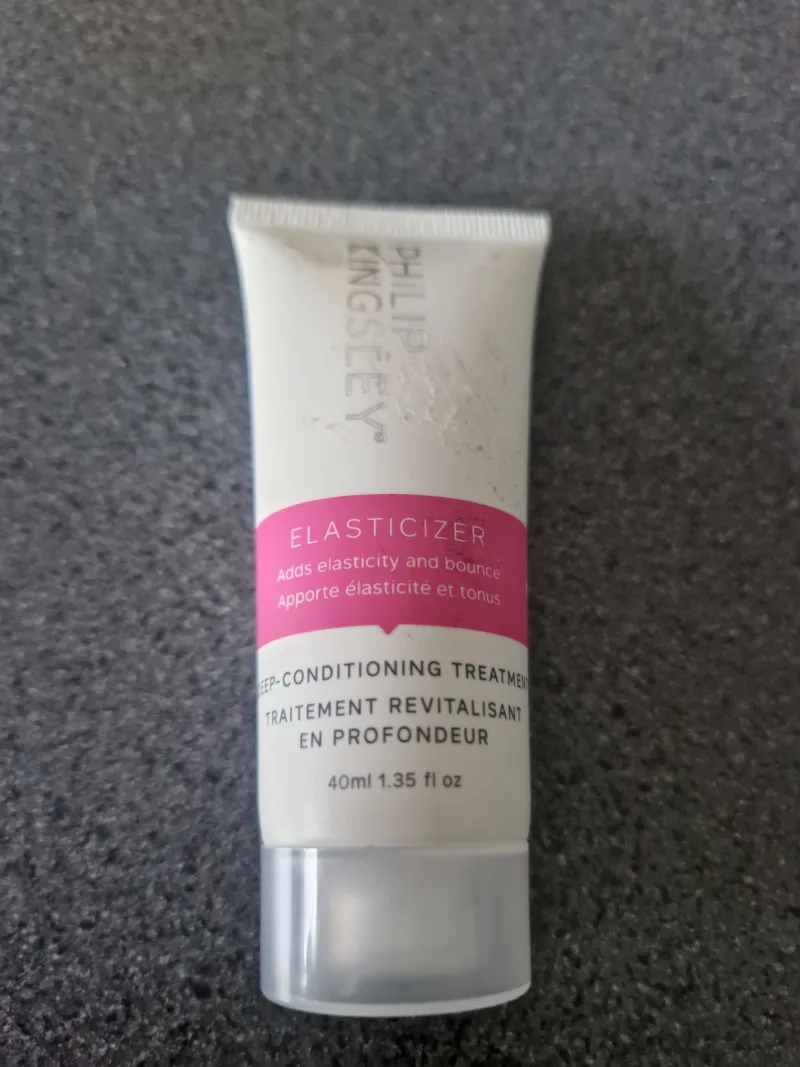 PHILIP
KINGSLEY®
ELASTICIZER
Adds elasticity and bounce
Apporte élasticité et tonus
DEEP-CONDITIONING TREATMENT
TRAITEMENT REVITALISANT
EN PROFONDEUR
40ml 1.35 fl oz